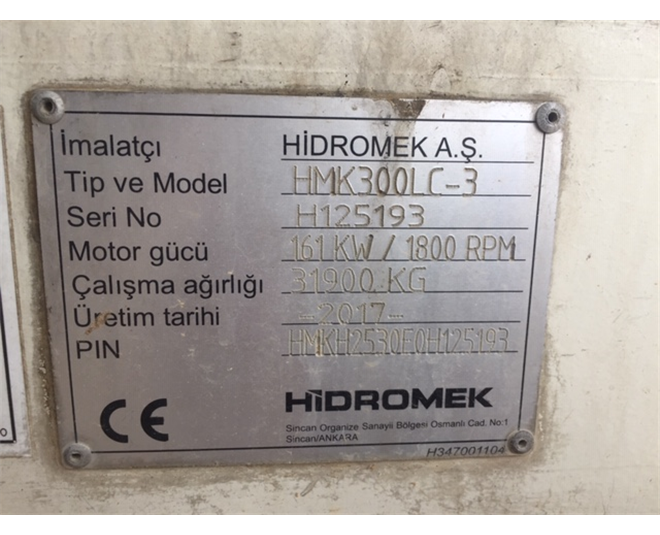 İmalatçı HİDROMEK A.Ş.
Tip ve Model HMK300LC-3
Seri No H125193
Motor gücü 161 KW / 1800 RPM
Çalışma ağırlığı 31900 KG
Üretim tarihi -2017-
PIN HMKH2530E0H125193
CE HİDROMEK
Sincan Organize Sanayii Bölgesi Osmanlı Cad. No:1
Sincan/ANKARA
H347001104